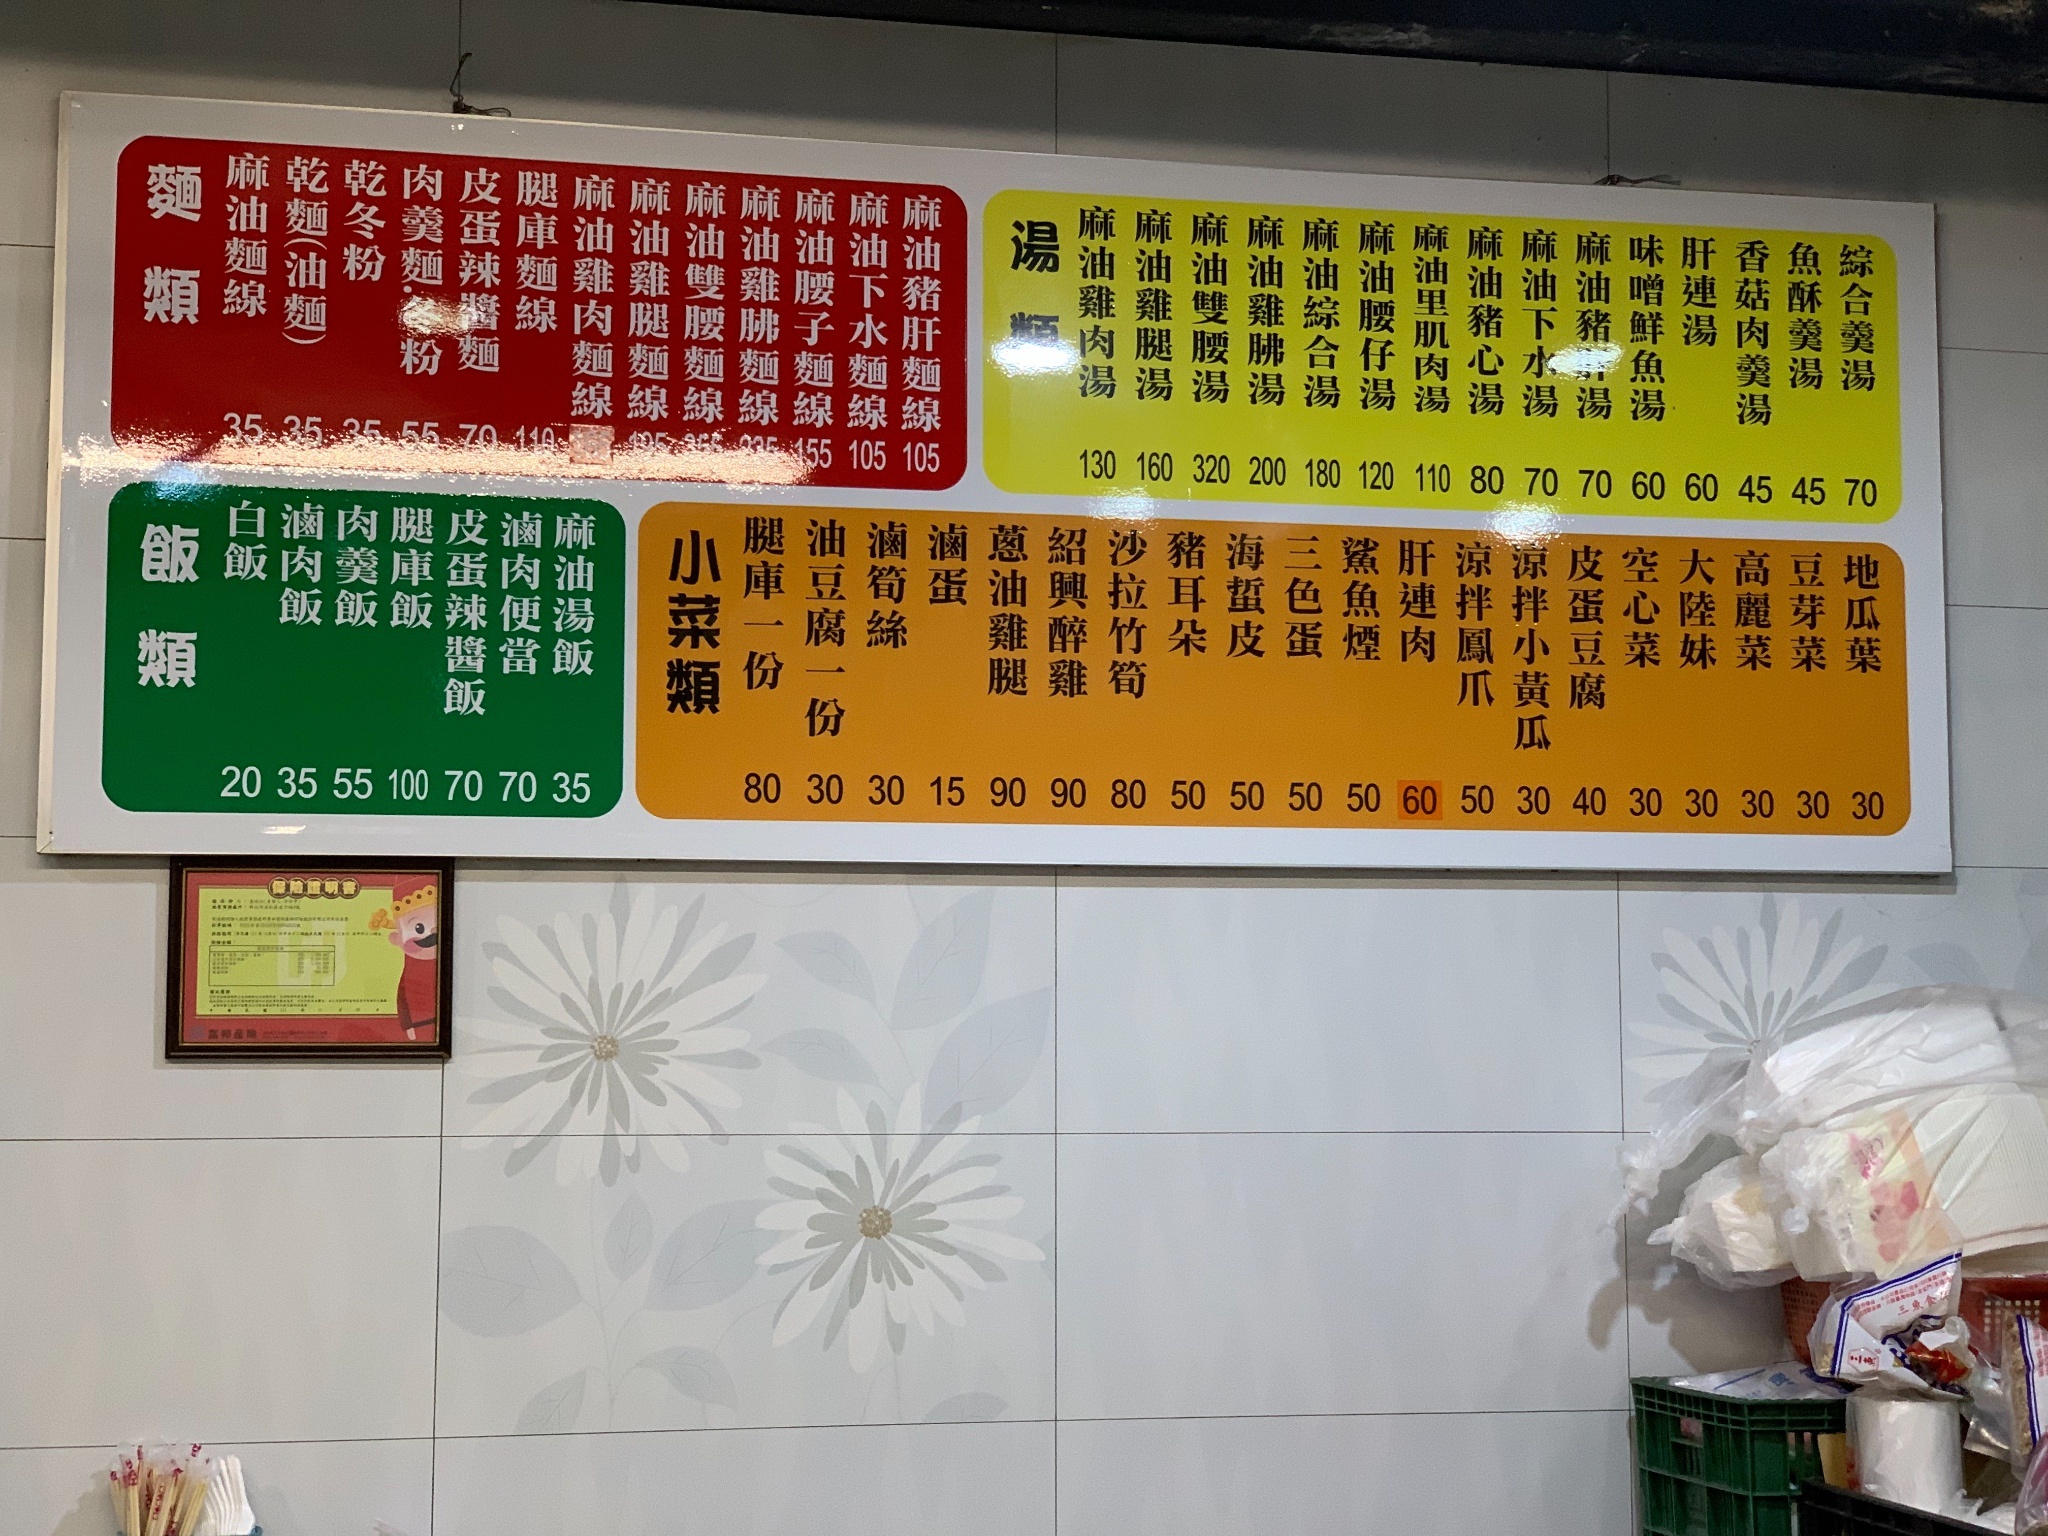 麵類
麻油麵線 35
乾麵(油麵) 35
乾冬粉 35
肉羹麵.冬粉 55
皮蛋辣醬麵 70
腿庫麵線 110
麻油雞肉麵線
麻油雞腿麵線 195
麻油雙腰麵線 355
麻油雞胇麵線 235
麻油腰子麵線 155
麻油下水麵線 105
麻油豬肝麵線 105
湯類
麻油雞肉湯 130
麻油雞腿湯 160
麻油雙腰湯 320
麻油雞胇湯 200
麻油綜合湯 180
麻油腰仔湯 120
麻油里肌肉湯 110
麻油豬心湯 80
麻油下水湯 70
麻油豬肝湯 70
味噌鮮魚湯 60
肝連湯 60
香菇肉羹湯 45
魚酥羹湯 45
綜合羹湯 70
飯類
白飯 20
滷肉飯 35
肉羹飯 55
腿庫飯 100
皮蛋辣醬飯 70
滷肉便當 70
麻油湯飯 35
小菜類
腿庫一份 80
油豆腐一份 30
滷筍絲 30
滷蛋 15
蔥油雞腿 90
紹興醉雞 90
沙拉竹筍 80
豬耳朵 50
海蜇皮 50
三色蛋 50
鯊魚煙 50
肝連肉 60
涼拌鳳爪 50
涼拌小黃瓜 30
皮蛋豆腐 40
空心菜 30
大陸妹 30
高麗菜 30
豆芽菜 30
地瓜葉 30
保險證明書
富邦產險
三魚食